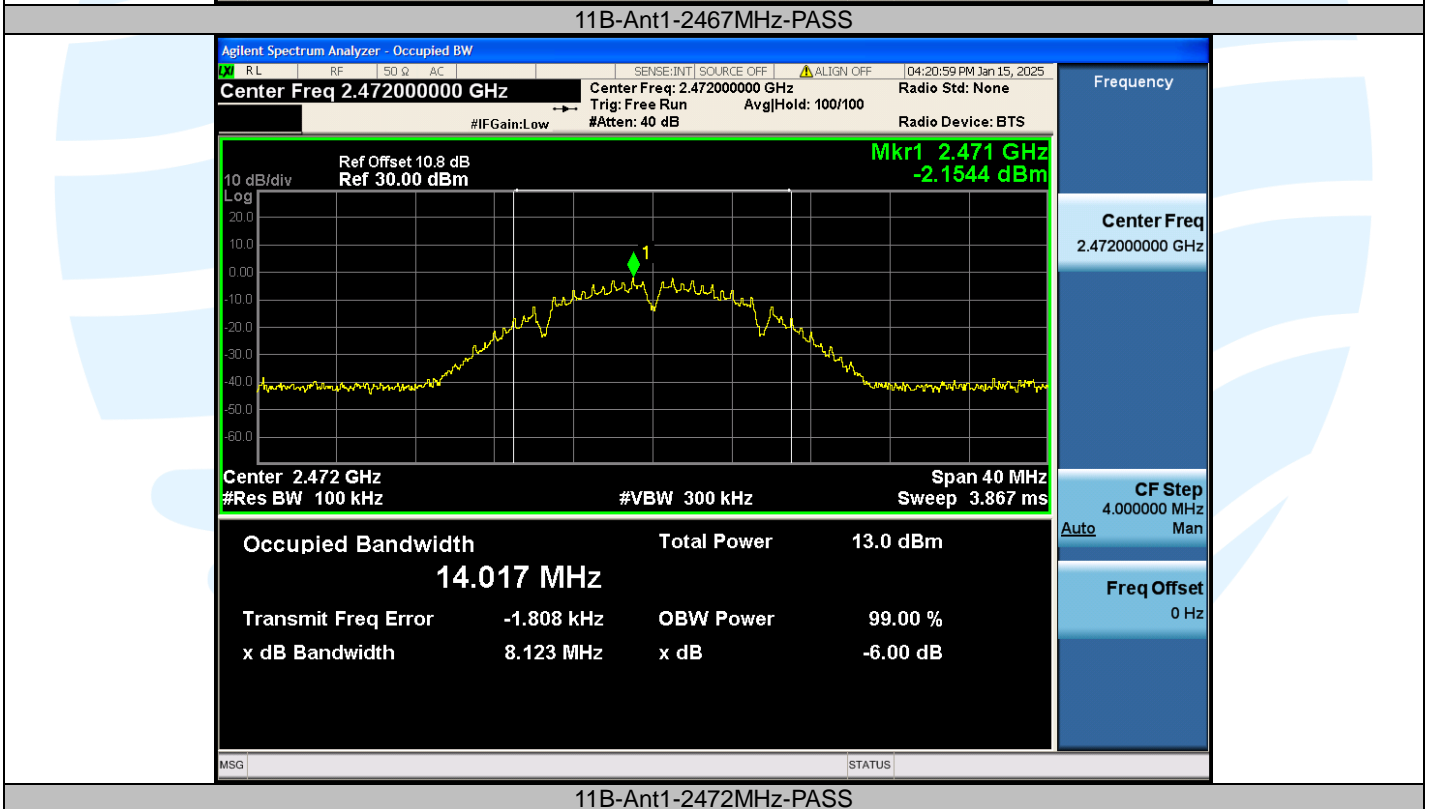 11B-Ant1-2467MHz-PASS
Agilent Spectrum Analyzer - Occupied BW
LXI RL RF 50 Ω AC SENSE:INT SOURCE OFF ALIGN OFF 04:20:59 PM Jan 15, 2025
Center Freq 2.472000000 GHz
Center Freq: 2.472000000 GHz Radio Std: None
Trig: Free Run Avg|Hold: 100/100
#IFGain:Low #Atten: 40 dB Radio Device: BTS
Frequency
Mkr1 2.471 GHz
Ref Offset 10.8 dB
-2.1544 dBm
10 dB/div Ref 30.00 dBm
Log
20.0
10.0
1
0.00
-10.0
-20.0
-30.0
-40.0
-50.0
-60.0
Center 2.472 GHz Span 40 MHz
#Res BW 100 kHz #VBW 300 kHz Sweep 3.867 ms
Center Freq
2.472000000 GHz
CF Step
4.000000 MHz
Auto Man
Freq Offset
0 Hz
Occupied Bandwidth Total Power 13.0 dBm
14.017 MHz
Transmit Freq Error -1.808 kHz OBW Power 99.00 %
x dB Bandwidth 8.123 MHz x dB -6.00 dB
MSG STATUS
11B-Ant1-2472MHz-PASS